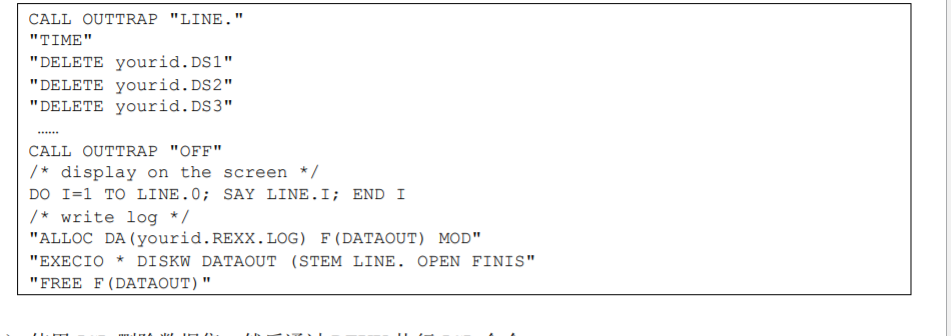 CALL OUTTRAP "LINE."
"TIME"
"DELETE yourid.DS1"
"DELETE yourid.DS2"
"DELETE yourid.DS3"
……
CALL OUTTRAP "OFF"
/* display on the screen */
DO I=1 TO LINE.0; SAY LINE.I; END I
/* write log */
"ALLOC DA(yourid.REXX.LOG) F(DATAOUT) MOD"
"EXECIO * DISKW DATAOUT (STEM LINE. OPEN FINIS"
"FREE F(DATAOUT)"